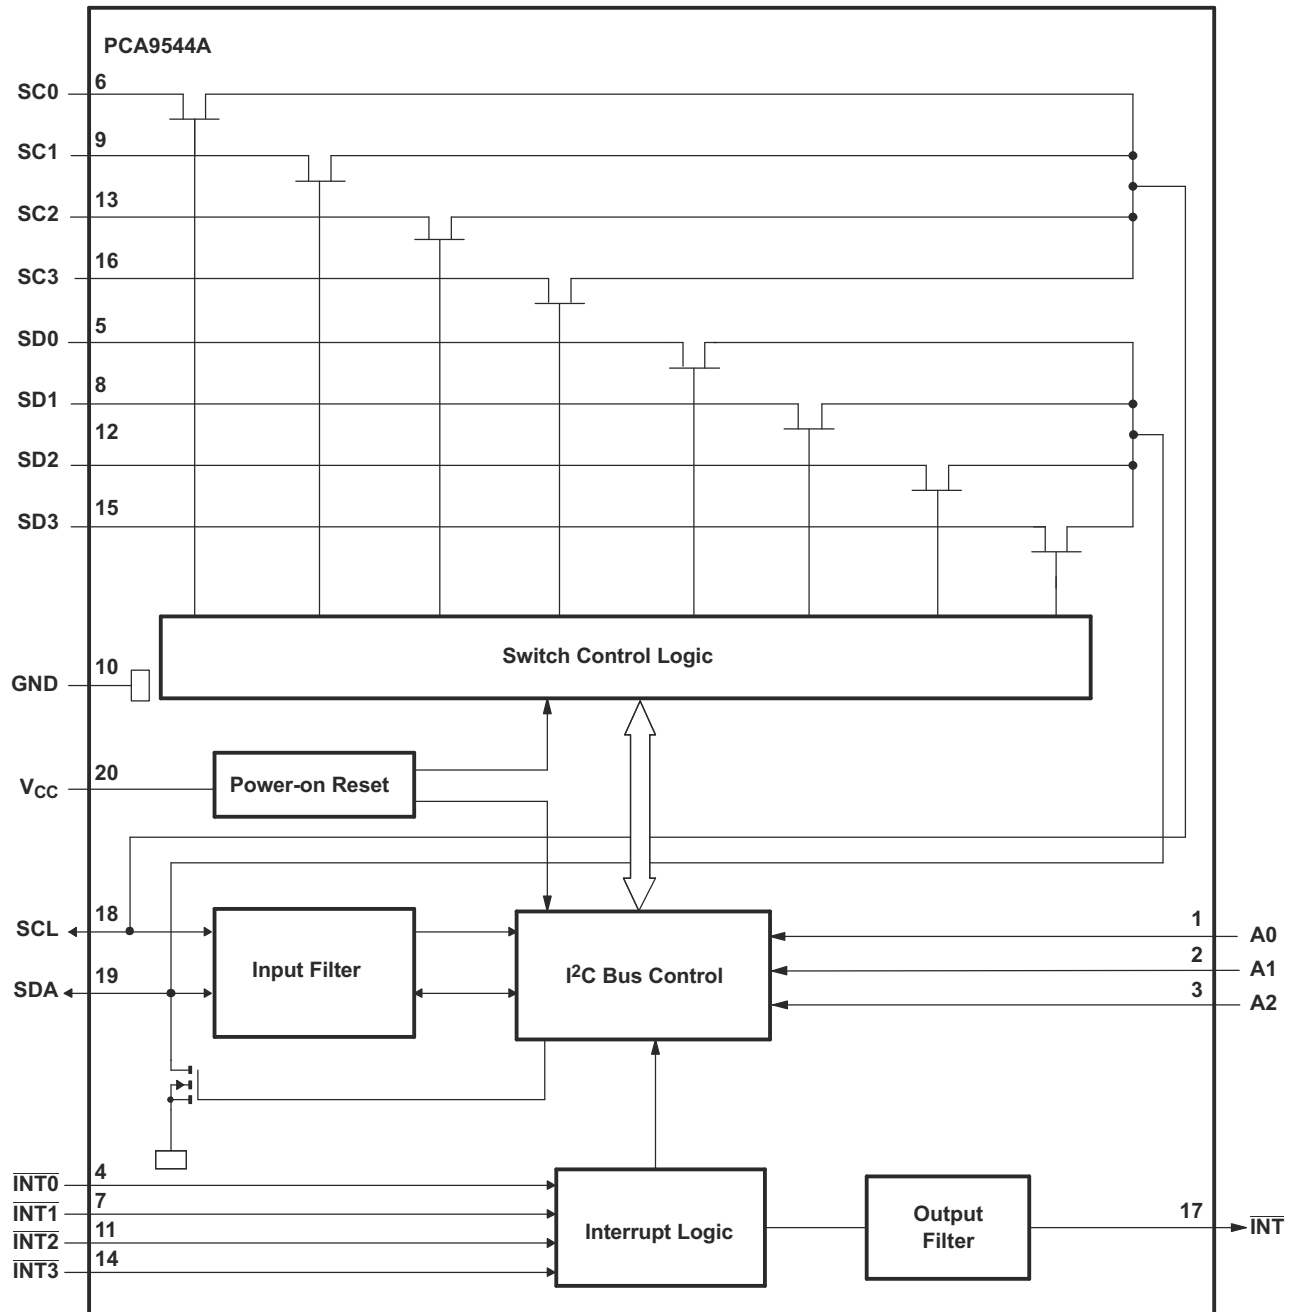 PCA9544A
6
SC0
9
SC1
13
SC2
16
SC3
5
SD0
8
SD1
12
SD2
15
SD3
Switch Control Logic
10
GND
20
VCC
Power-on Reset
18
SCL
19
SDA
Input Filter
I2C Bus Control
1
A0
2
A1
3
A2
4
INT0
7
INT1
11
INT2
14
INT3
Interrupt Logic
Output
Filter
17
INT